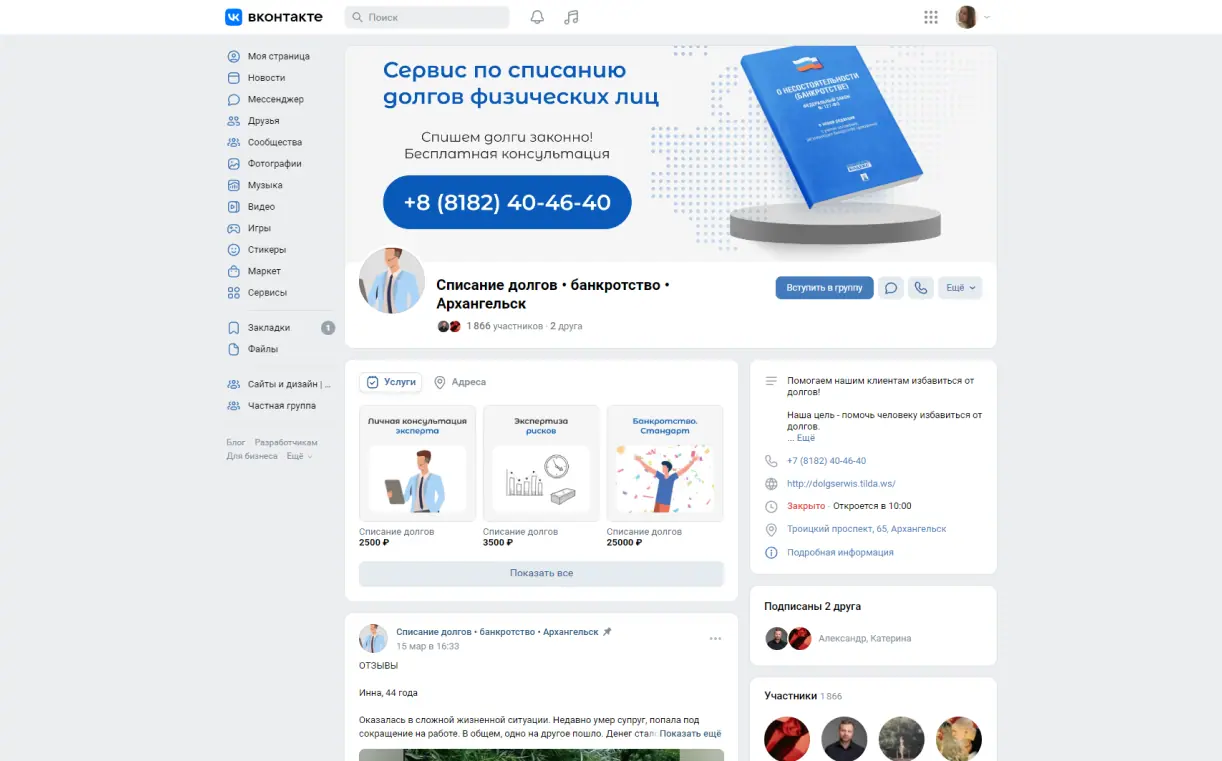 вконтакте
Поиск
Моя страница
Новости
Мессенджер
Друзья
Сообщества
Фотографии
Музыка
Видео
Игры
Стикеры
Маркет
Сервисы
Закладки 1
Файлы
Сайты и дизайн | ...
Частная группа
Блог Разработчикам
Для бизнеса Ещё
Сервис по списанию
долгов физических лиц
Спишем долги законно!
Бесплатная консультация
+8 (8182) 40-46-40
О НЕСОСТОЯТЕЛЬНОСТИ
(БАНКРОТСТВЕ)
ФЕДЕРАЛЬНЫЙ ЗАКОН
№ 127-ФЗ
Списание долгов • банкротство •
Архангельск
1 866 участников · 2 друга
Вступить в группу
Ещё
Услуги
Адреса
Личная консультация
эксперта
Экспертиза
рисков
Банкротство.
Стандарт
Списание долгов
2500 ₽
Списание долгов
3500 ₽
Списание долгов
25000 ₽
Показать все
Списание долгов • банкротство • Архангельск
15 мар в 16:33
ОТЗЫВЫ
Инна, 44 года
Оказалась в сложной жизненной ситуации. Недавно умер супруг, попала под
сокращение на работе. В общем, одно на другое пошло. Денег стало Показать ещё
Помогаем нашим клиентам избавиться от
долгов!
Наша цель - помочь человеку избавиться от
долгов.
... Ещё
+7 (8182) 40-46-40
http://dolgserwis.tilda.ws/
Закрыто · Откроется в 10:00
Троицкий проспект, 65, Архангельск
Подробная информация
Подписаны 2 друга
Александр, Катерина
Участники 1 866